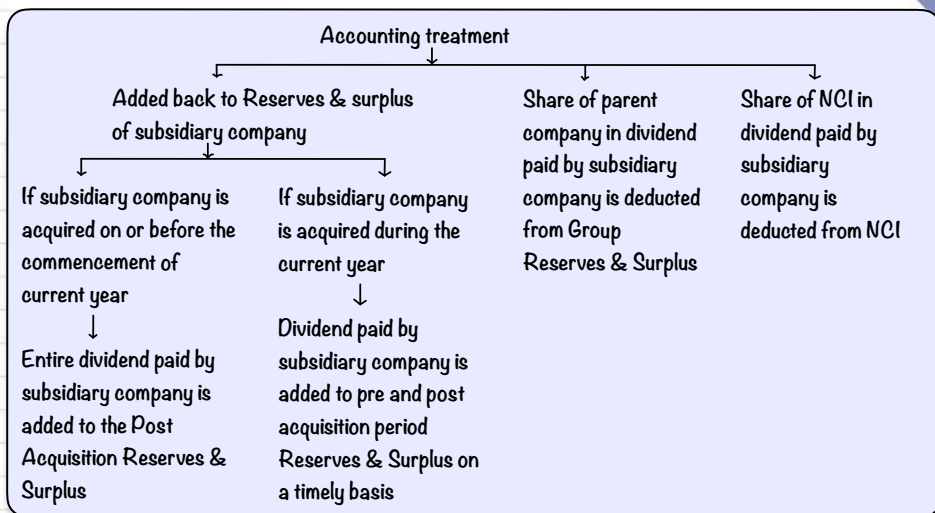 Accounting treatment
Added back to Reserves & surplus
of subsidiary company
If subsidiary company is
acquired on or before the
commencement of
current year
Entire dividend paid by
subsidiary company is
added to the Post
Acquisition Reserves &
Surplus
If subsidiary company
is acquired during the
current year
Dividend paid by
subsidiary company is
added to pre and post
acquisition period
Reserves & Surplus on
a timely basis
Share of parent
company in dividend
paid by subsidiary
company is deducted
from Group
Reserves & Surplus
Share of NCI in
dividend paid by
subsidiary
company is
deducted from NCI